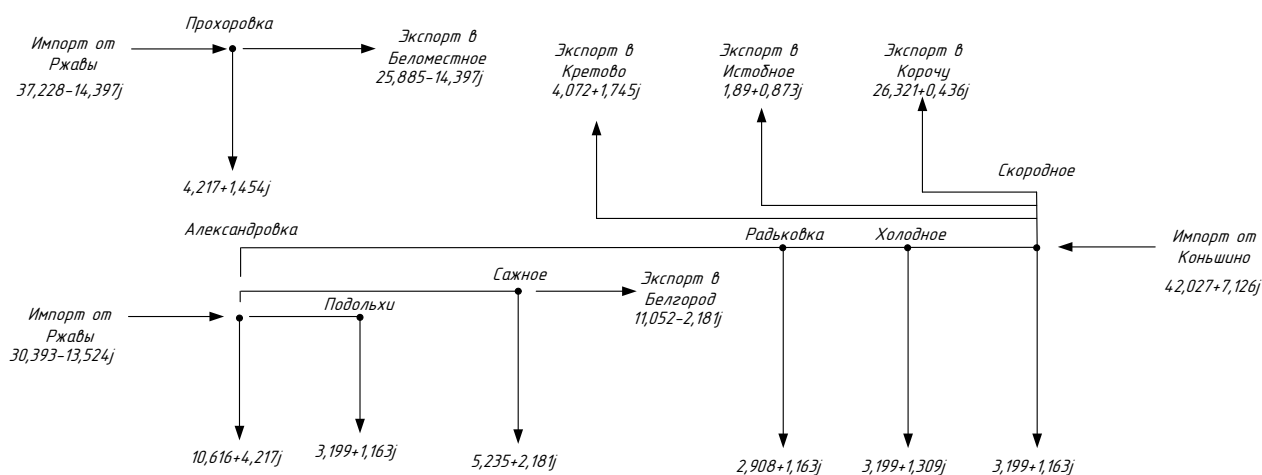 Прохоровка
Импорт от
Ржавы
37,228-14,397j
Экспорт в
Беломестное
25,885-14,397j
Экспорт в
Кретово
4,072+1,745j
Экспорт в
Истобное
1,89+0,873j
Экспорт в
Корочу
26,321+0,436j
4,217+1,454j
Скородное
Александровка
Радьковка
Холодное
Импорт от
Коньшино
42,027+7,126j
Сажное
Экспорт в
Белгород
11,052-2,181j
Подольхи
Импорт от
Ржавы
30,393-13,524j
10,616+4,217j
3,199+1,163j
5,235+2,181j
2,908+1,163j
3,199+1,309j
3,199+1,163j